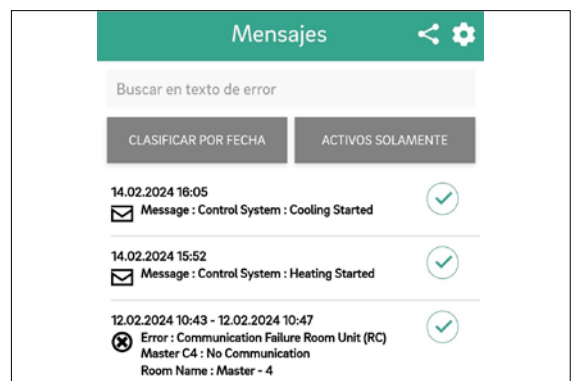 Mensajes
Buscar en texto de error
CLASIFICAR POR FECHA
ACTIVOS SOLAMENTE
14.02.2024 16:05
Message : Control System : Cooling Started
14.02.2024 15:52
Message : Control System : Heating Started
12.02.2024 10:43 - 12.02.2024 10:47
Error : Communication Failure Room Unit (RC)
Master C4 : No Communication
Room Name : Master - 4